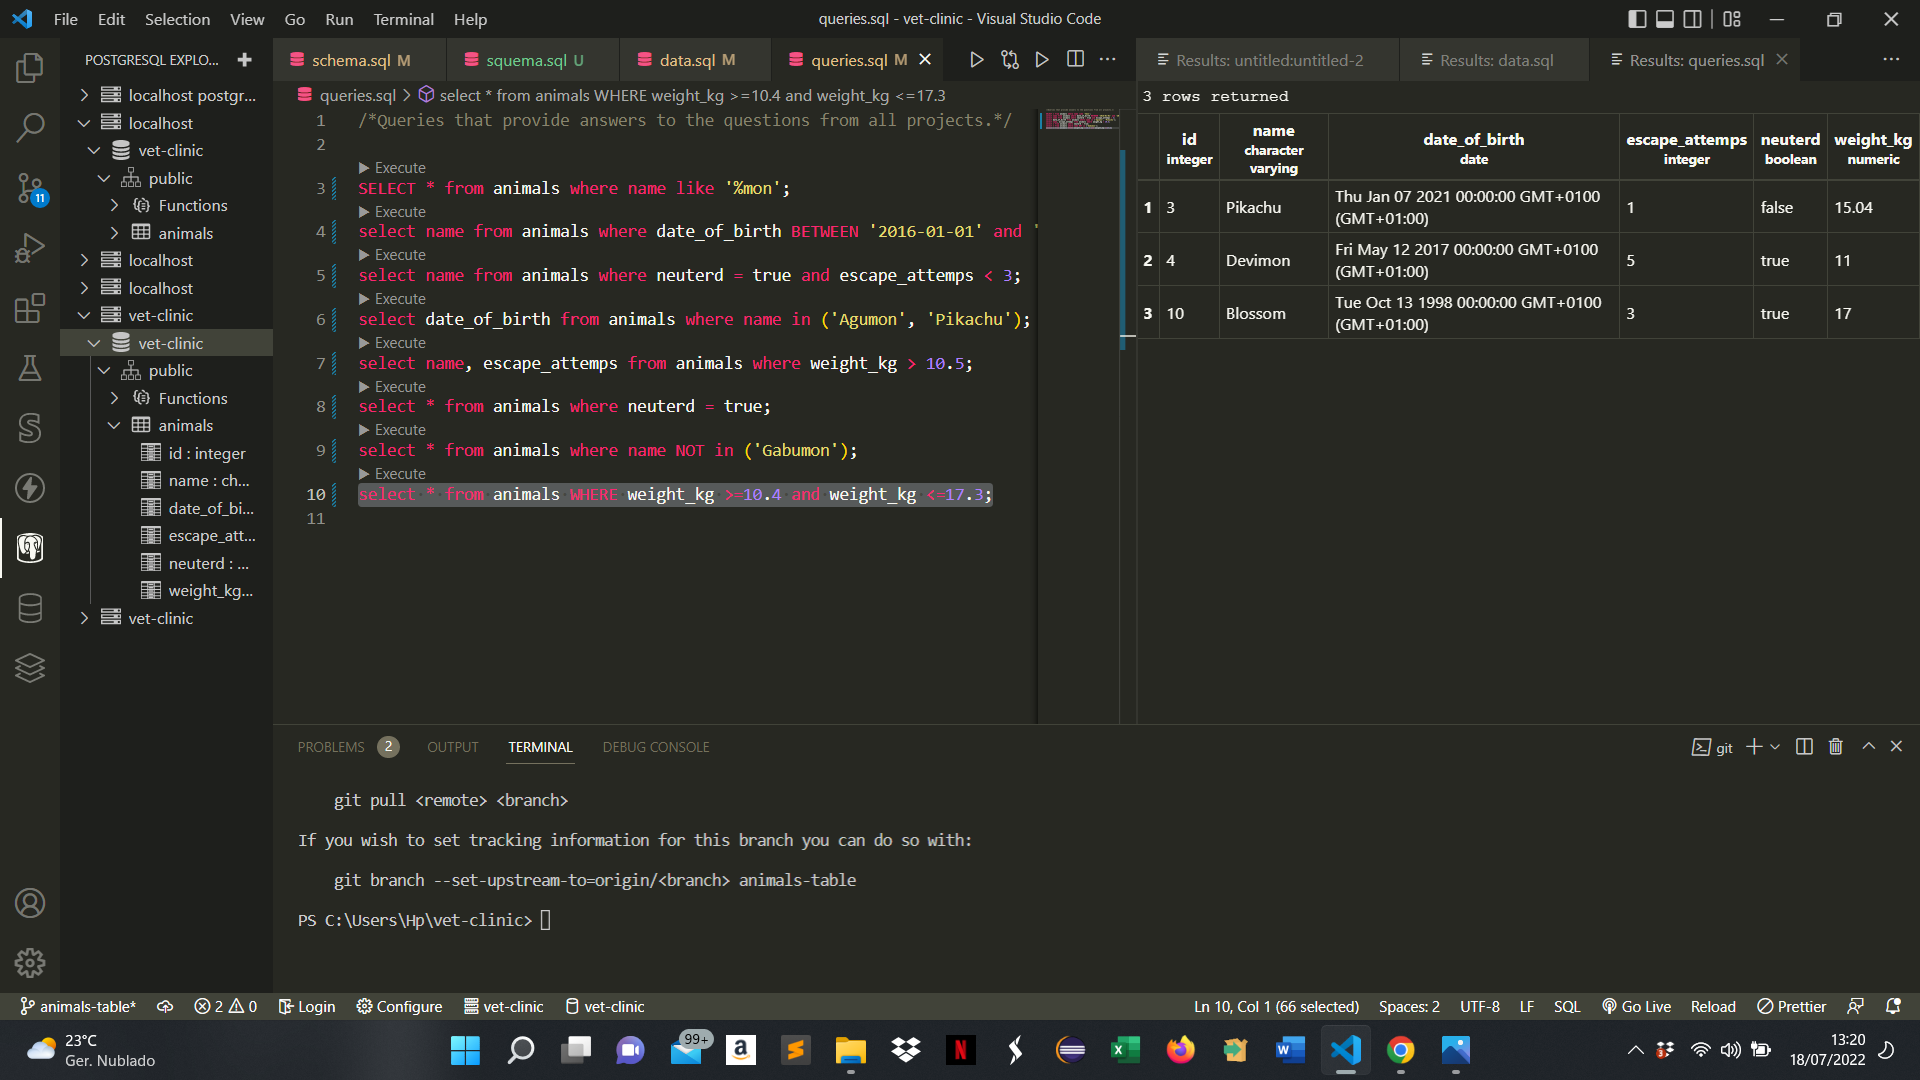 File Edit Selection View Go Run Terminal Help
queries.sql - vet-clinic - Visual Studio Code
POSTGRESQL EXPLO...
localhost postgr...
localhost
vet-clinic
public
Functions
animals
localhost
localhost
vet-clinic
vet-clinic
public
Functions
animals
id : integer
name : ch...
date_of_bi...
escape_att...
neuterd : ...
weight_kg...
vet-clinic
11
schema.sql M
squema.sql U
data.sql M
queries.sql M
queries.sql > select * from animals WHERE weight_kg >=10.4 and weight_kg <=17.3
1 /*Queries that provide answers to the questions from all projects.*/
2
Execute
3 SELECT * from animals where name like '%mon';
Execute
4 select name from animals where date_of_birth BETWEEN '2016-01-01' and '
Execute
5 select name from animals where neuterd = true and escape_attemps < 3;
Execute
6 select date_of_birth from animals where name in ('Agumon', 'Pikachu');
Execute
7 select name, escape_attemps from animals where weight_kg > 10.5;
Execute
8 select * from animals where neuterd = true;
Execute
9 select * from animals where name NOT in ('Gabumon');
Execute
10 select * from animals WHERE weight_kg >=10.4 and weight_kg <=17.3;
11
Results: untitled:untitled-2
Results: data.sql
Results: queries.sql
3 rows returned
id integer
name character varying
date_of_birth date
escape_attemps integer
neuterd boolean
weight_kg numeric
1 3 Pikachu Thu Jan 07 2021 00:00:00 GMT+0100 (GMT+01:00) 1 false 15.04
2 4 Devimon Fri May 12 2017 00:00:00 GMT+0100 (GMT+01:00) 5 true 11
3 10 Blossom Tue Oct 13 1998 00:00:00 GMT+0100 (GMT+01:00) 3 true 17
PROBLEMS 2 OUTPUT TERMINAL DEBUG CONSOLE
git
git pull <remote> <branch>
If you wish to set tracking information for this branch you can do so with:
git branch --set-upstream-to=origin/<branch> animals-table
PS C:\Users\Hp\vet-clinic>
animals-table* 2 0 Login Configure vet-clinic vet-clinic
Ln 10, Col 1 (66 selected) Spaces: 2 UTF-8 LF SQL Go Live Reload Prettier
23°C
Ger. Nublado
99+
13:20
18/07/2022